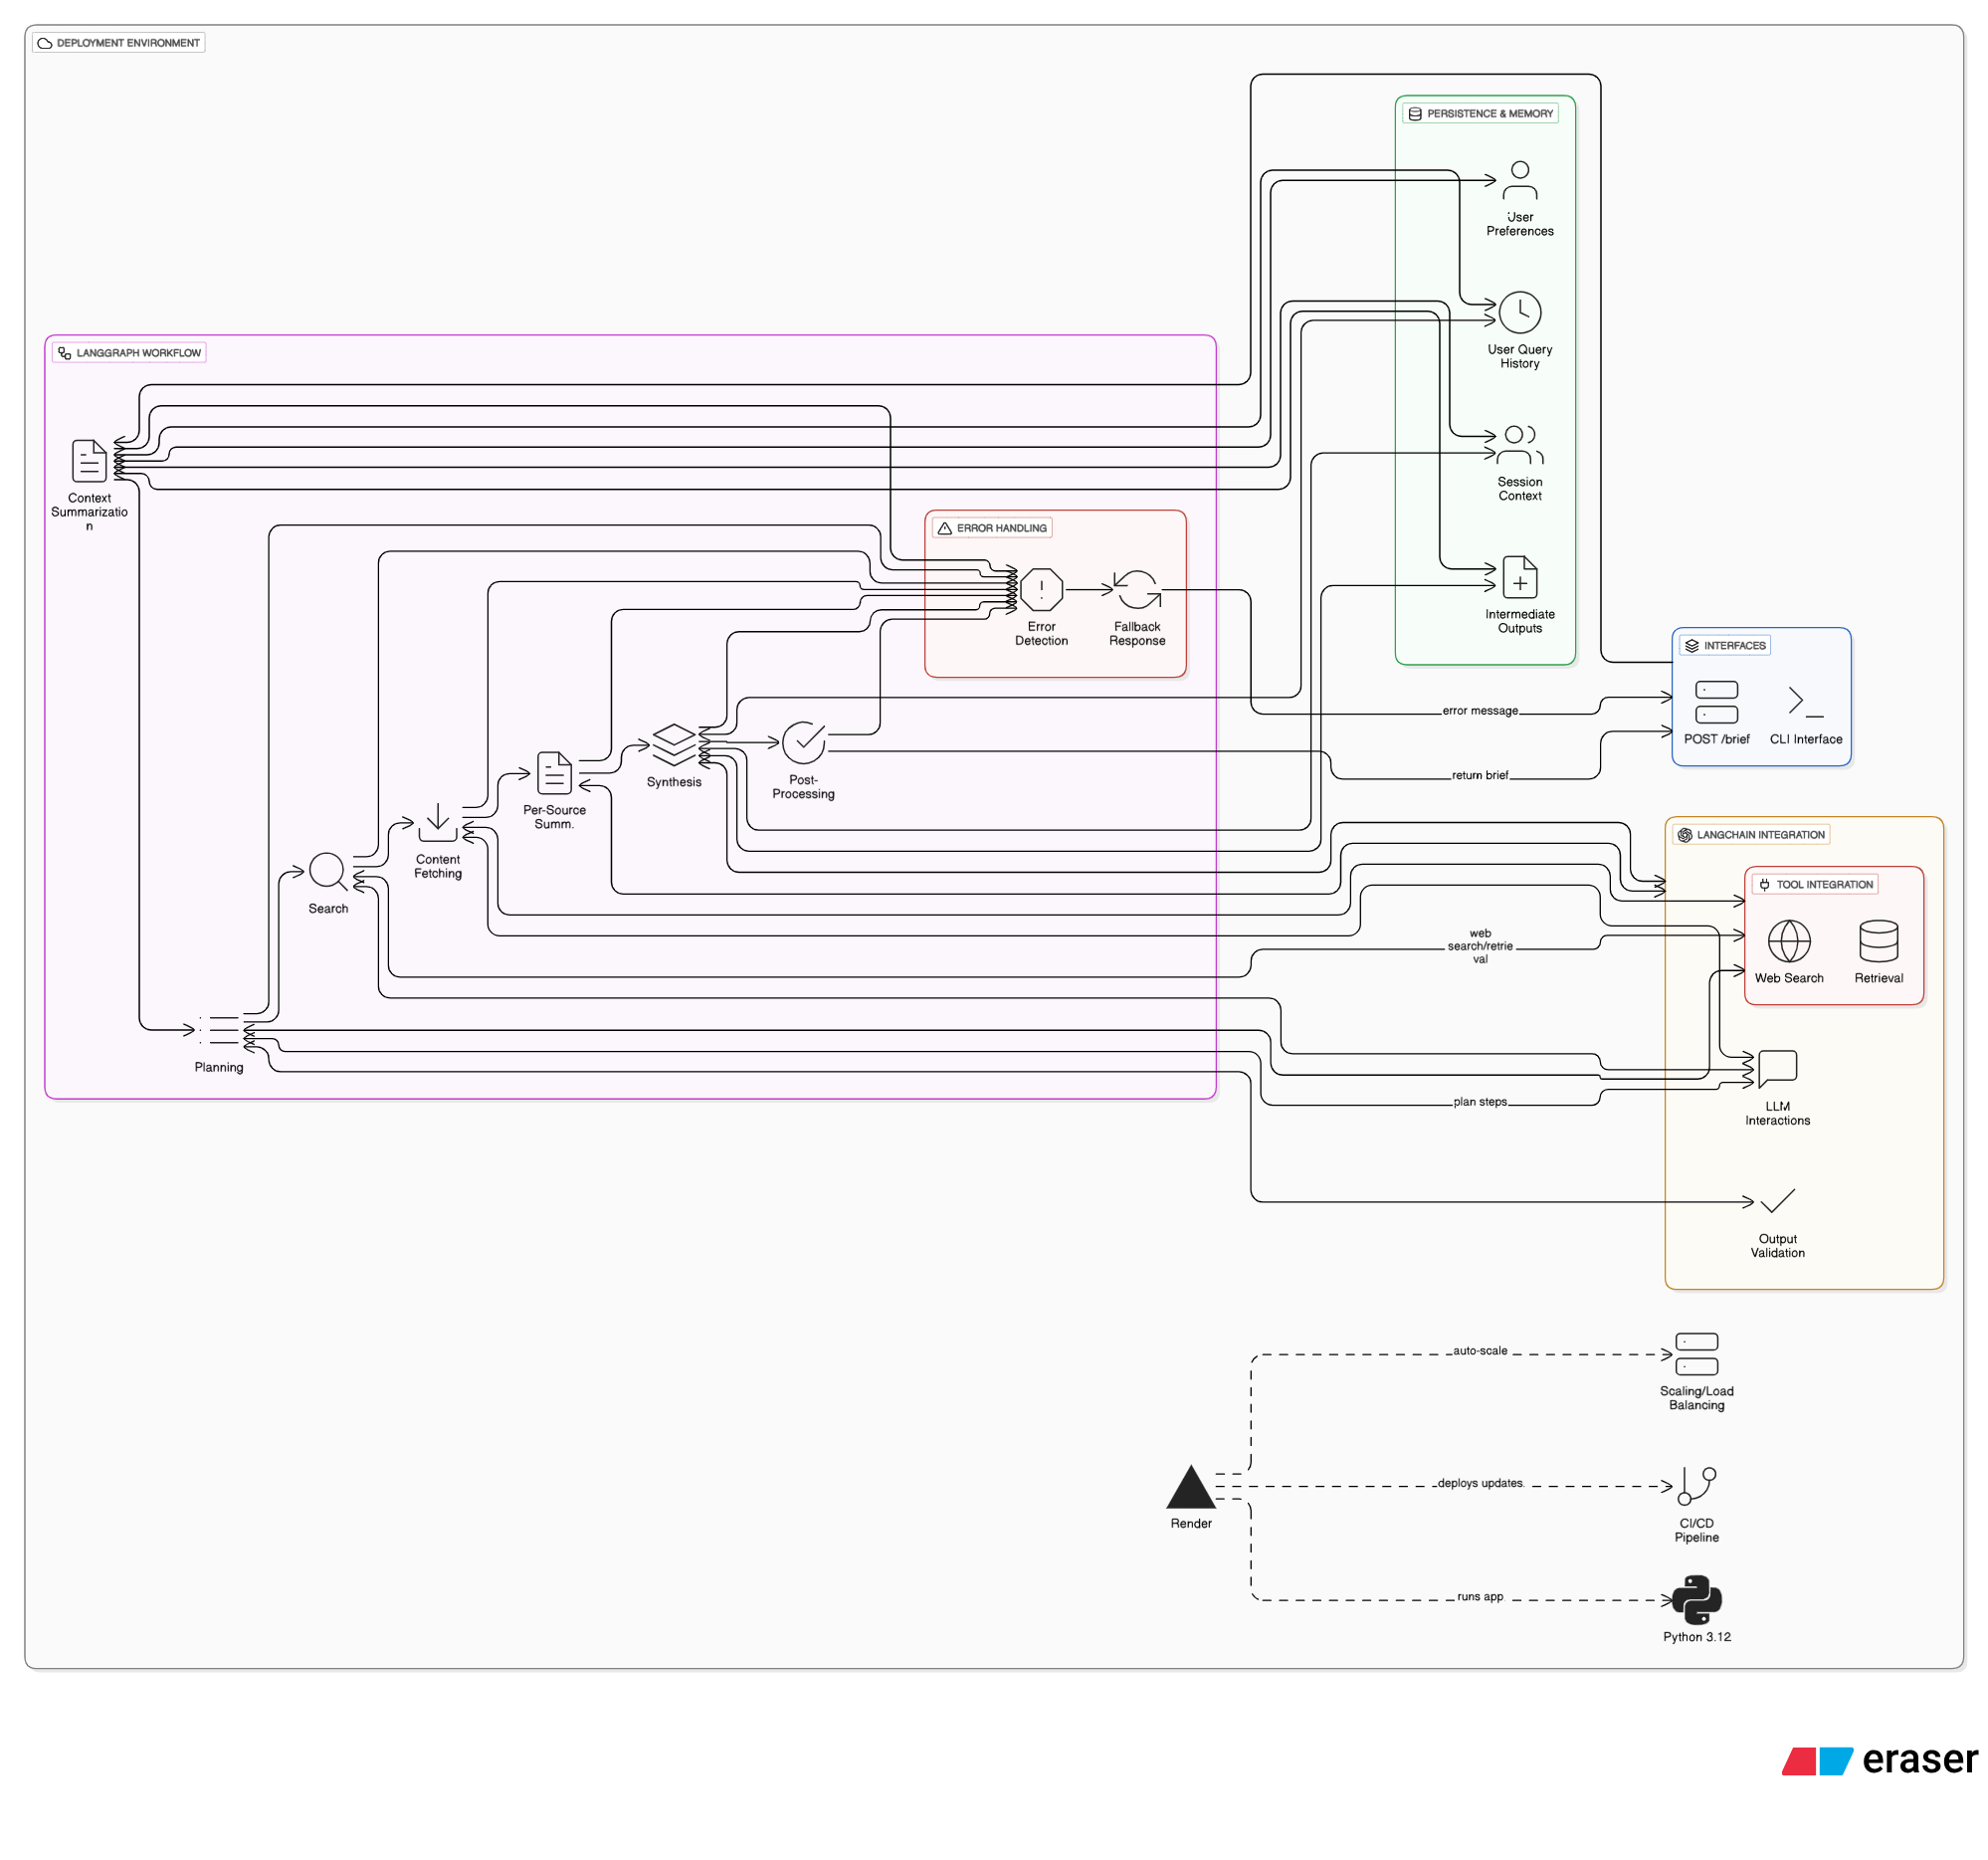 DEPLOYMENT ENVIRONMENT
PERSISTENCE & MEMORY
User
Preferences
User Query
History
Session
Context
Intermediate
Outputs
LANGGRAPH WORKFLOW
Context
Summarizatio
n
ERROR HANDLING
Error
Detection
Fallback
Response
INTERFACES
POST /brief
CLI Interface
error message
return brief
Synthesis
Post-
Processing
Per-Source
Summ.
Content
Fetching
Search
Planning
LANGCHAIN INTEGRATION
TOOL INTEGRATION
Web Search
Retrieval
web
search/retrie
val
plan steps
LLM
Interactions
Output
Validation
auto-scale
Scaling/Load
Balancing
Render
deploys updates
CI/CD
Pipeline
runs app
Python 3.12
eraser